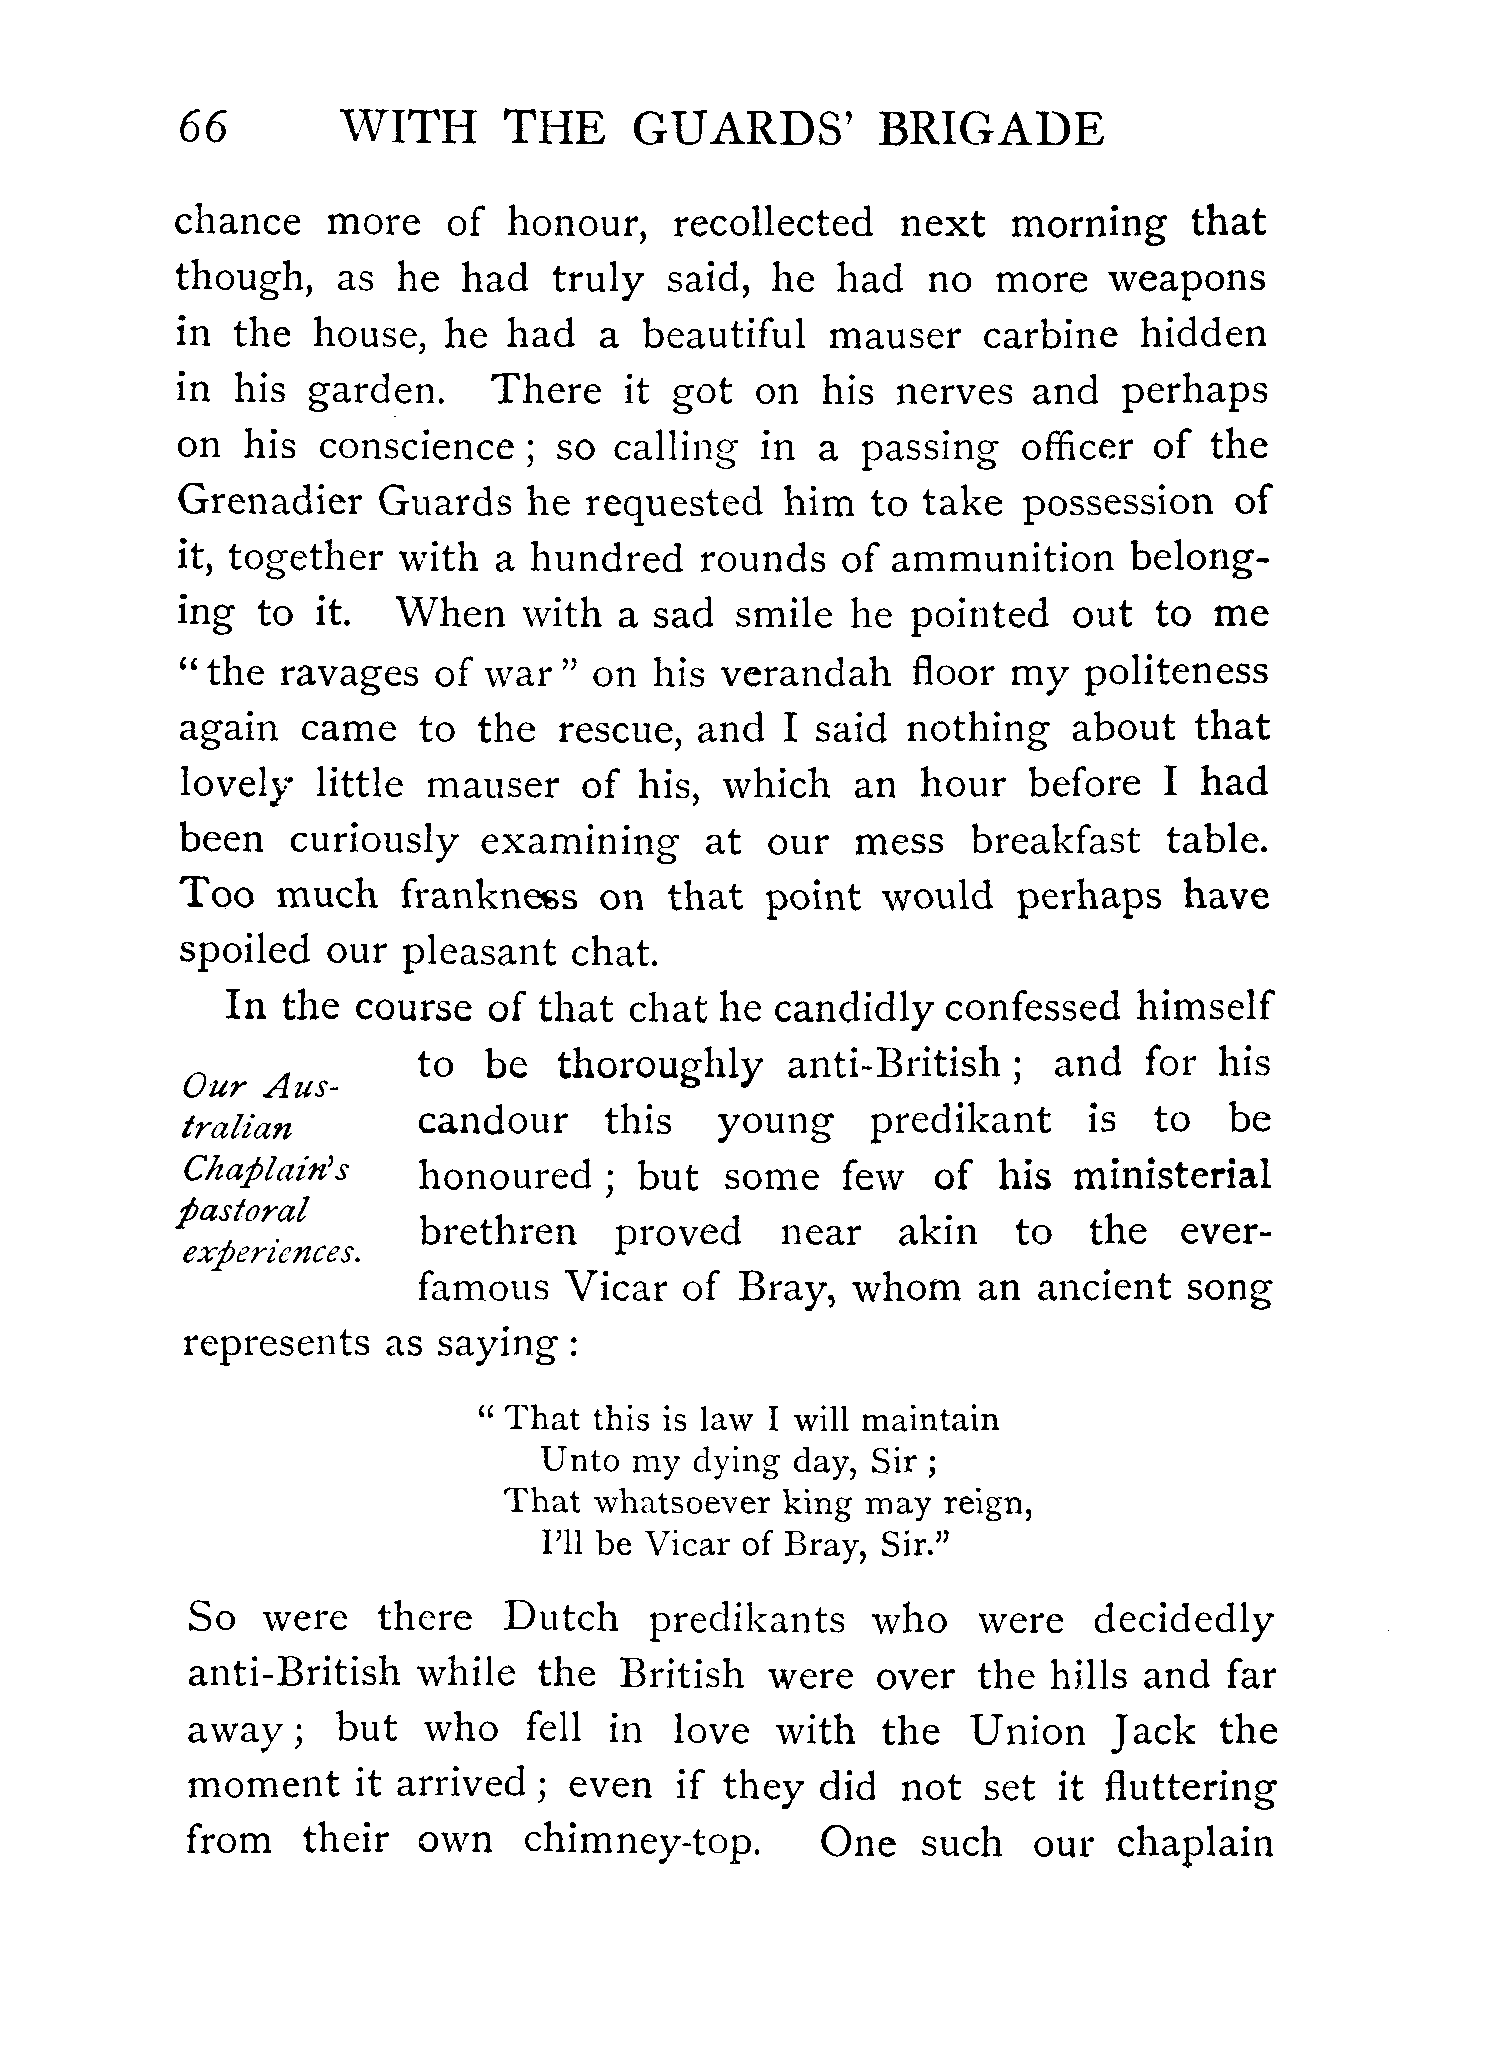 66 WITH THE GUARDS' BRIGADE
chance more of honour, recollected next morning that
though, as he had truly said, he had no more weapons
in the house, he had a beautiful mauser carbine hidden
in his garden. There it got on his nerves and perhaps
on his conscience ; so calling in a passing officer of the
Grenadier Guards he requested him to take possession of
it, together with a hundred rounds of ammunition belong-
ing to it. When with a sad smile he pointed out to me
“ the ravages of war ” on his verandah floor my politeness
again came to the rescue, and I said nothing about that
lovely little mauser of his, which an hour before I had
been curiously examining at our mess breakfast table.
Too much frankness on that point would perhaps have
spoiled our pleasant chat.
In the course of that chat he candidly confessed himself
Our Aus-
tralian
Chaplain's
pastoral
experiences.
to be thoroughly anti-British ; and for his
candour this young predikant is to be
honoured ; but some few of his ministerial
brethren proved near akin to the ever-
famous Vicar of Bray, whom an ancient song
represents as saying :
“ That this is law I will maintain
Unto my dying day, Sir ;
That whatsoever king may reign,
I'll be Vicar of Bray, Sir.”
So were there Dutch predikants who were decidedly
anti-British while the British were over the hills and far
away ; but who fell in love with the Union Jack the
moment it arrived ; even if they did not set it fluttering
from their own chimney-top. One such our chaplain